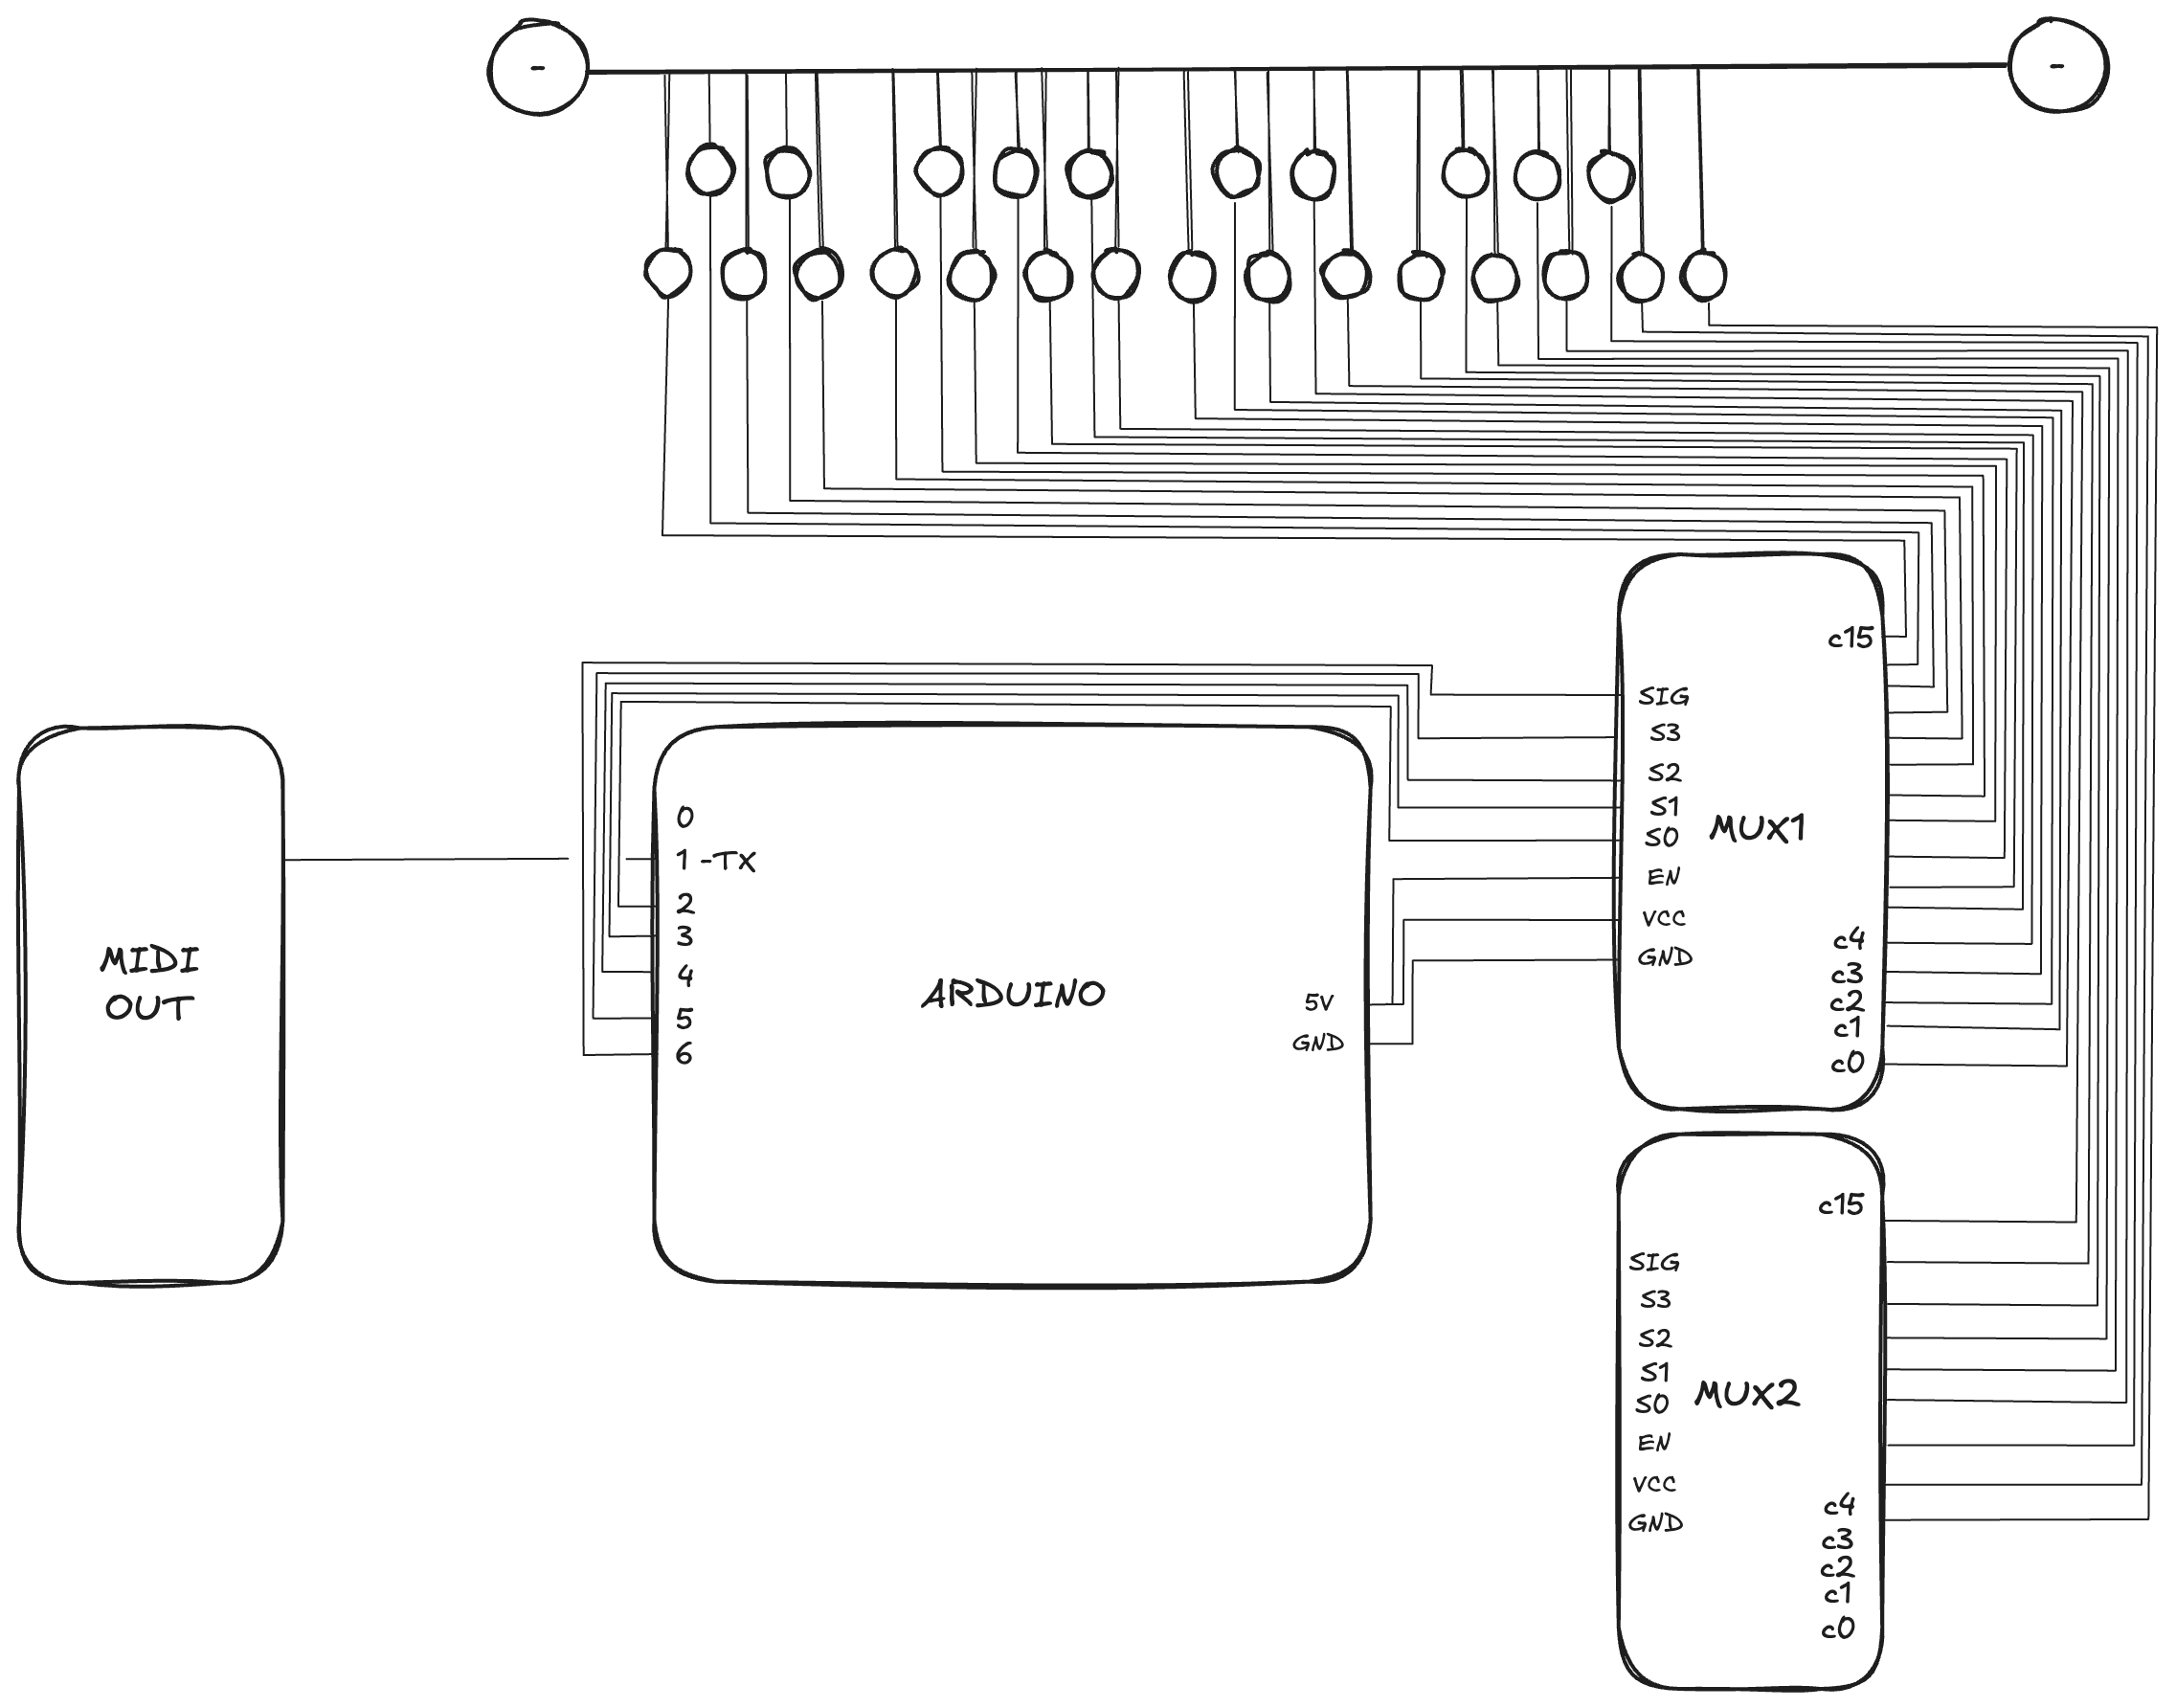 -
-
MIDI
OUT
0
1 -TX
2
3
4
5
6
ARDUINO
5V
GND
c15
SIG
S3
S2
S1
S0
EN
VCC
GND
MUX1
c4
c3
c2
c1
c0
c15
SIG
S3
S2
S1
S0
EN
VCC
GND
MUX2
c4
c3
c2
c1
c0